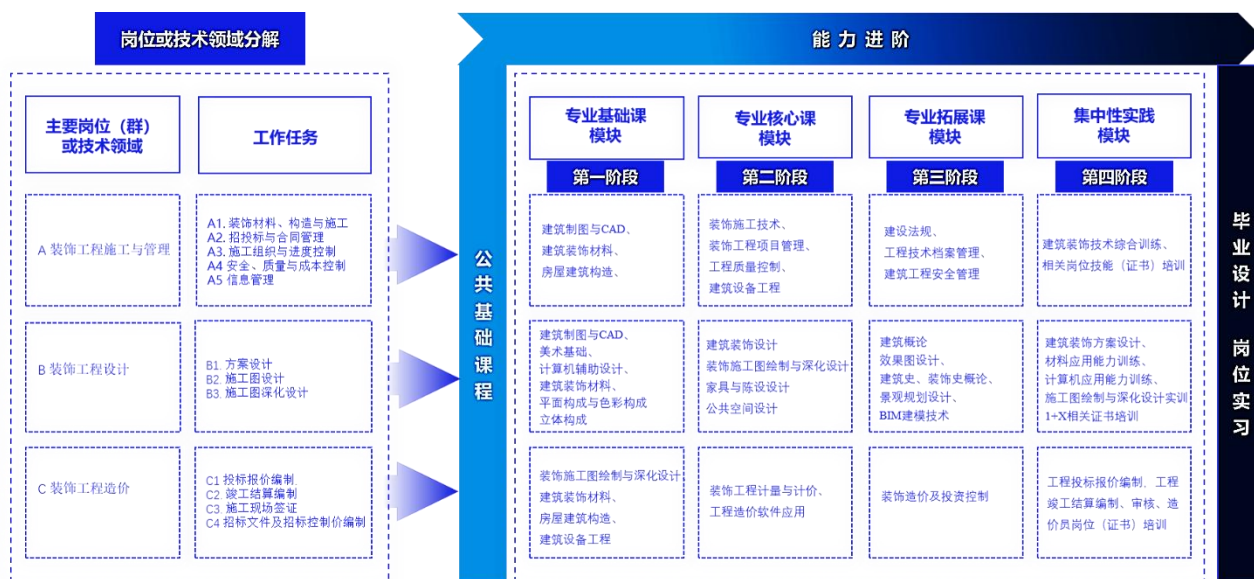 岗位或技术领域分解
能力进阶
主要岗位（群）
或技术领域
工作任务
专业基础课
模块
专业核心课
模块
专业拓展课
模块
集中性实践
模块
第一阶段
第二阶段
第三阶段
第四阶段
A 装饰工程施工与管理
A1. 装饰材料、构造与施工
A2. 招投标与合同管理
A3. 施工组织与进度控制
A4 安全、质量与成本控制
A5 信息管理
公共基础课程
建筑制图与CAD、
建筑装饰材料、
房屋建筑构造、
装饰施工技术、
装饰工程项目管理、
工程质量控制、
建筑设备工程
建设法规、
工程技术档案管理、
建筑工程安全管理
建筑装饰技术综合训练、
相关岗位技能（证书）培训
B 装饰工程设计
B1. 方案设计
B2. 施工图设计
B3. 施工图深化设计
建筑制图与CAD、
美术基础、
计算机辅助设计、
建筑装饰材料、
平面构成与色彩构成
立体构成
建筑装饰设计
装饰施工图绘制与深化设计
家具与陈设设计
公共空间设计
建筑概论
效果图设计、
建筑史、装饰史概论、
景观规划设计、
BIM建模技术
建筑装饰方案设计、
材料应用能力训练、
计算机应用能力训练、
施工图绘制与深化设计实训
1+X相关证书培训
C 装饰工程造价
C1 投标报价编制.
C2. 竣工结算编制
C3. 施工现场签证
C4 招标文件及招标控制价编制
装饰施工图绘制与深化设计
建筑装饰材料、
房屋建筑构造、
建筑设备工程
装饰工程计量与计价、
工程造价软件应用
装饰造价及投资控制
工程投标报价编制. 工程
竣工结算编制、审核、造
价员岗位（证书）培训
毕业设计 岗位实习